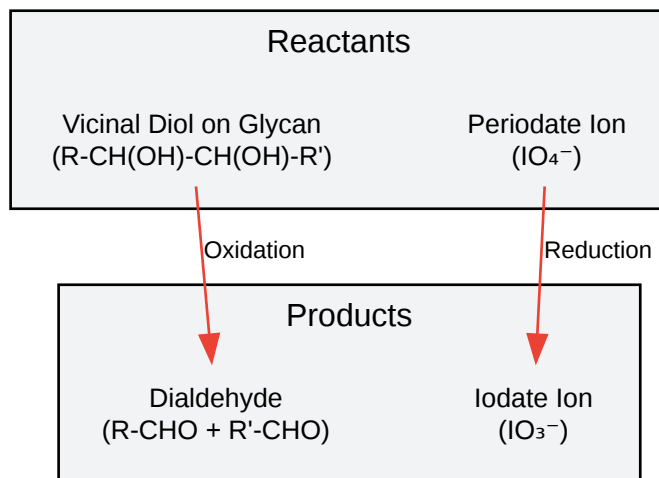 Reactants
Vicinal Diol on Glycan
(R-CH(OH)-CH(OH)-R')
Periodate Ion
(IO₄⁻)
Oxidation
Reduction
Products
Dialdehyde
(R-CHO + R'-CHO)
Iodate Ion
(IO₃⁻)